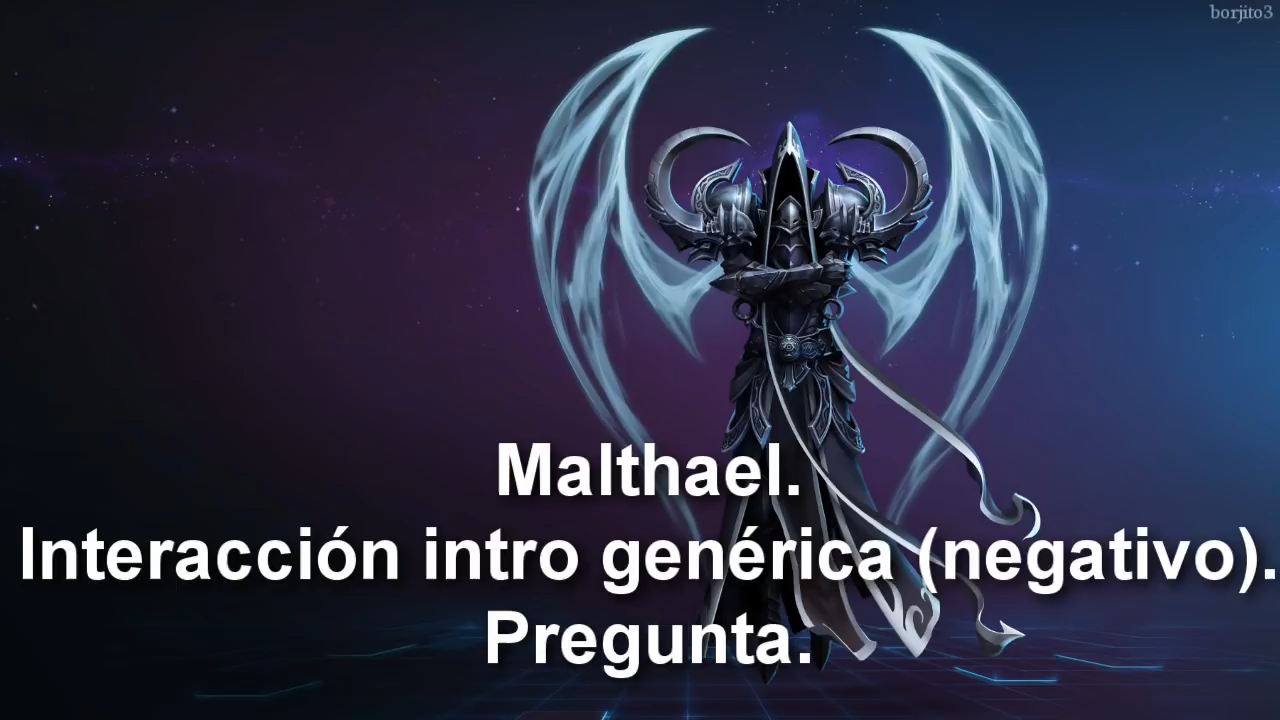 borjito3
Malthael.
Interacción intro genérica (negativo).
Pregunta.